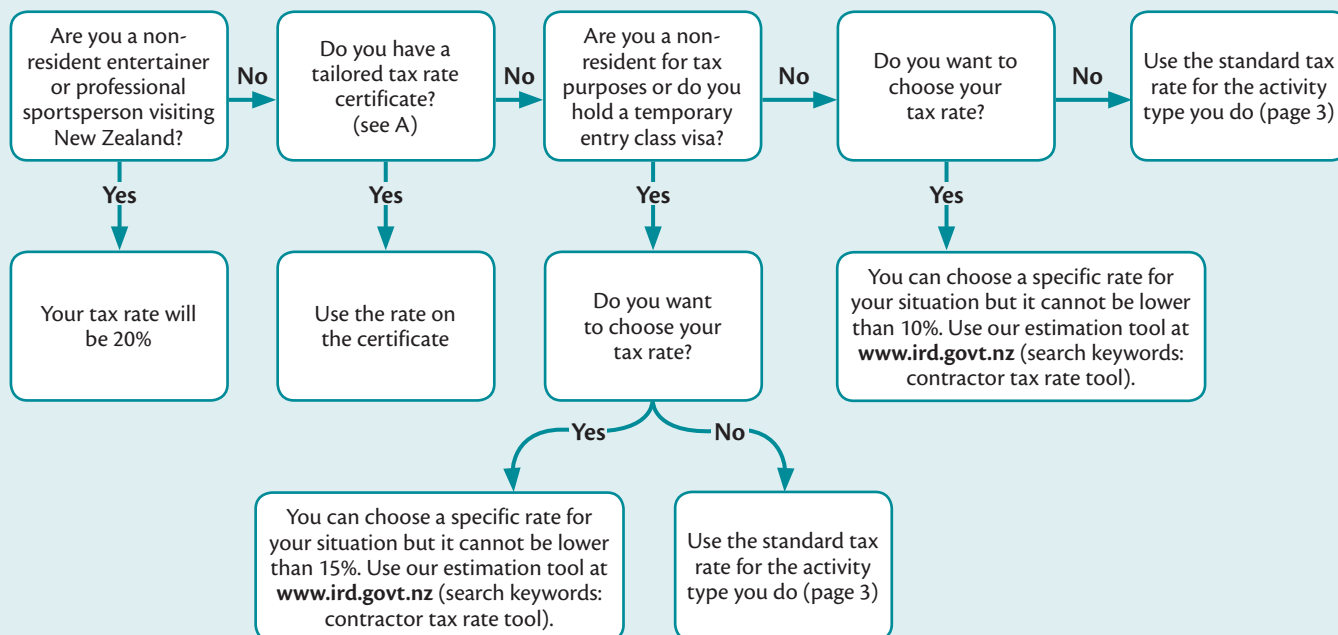 Are you a non-
resident entertainer
or professional
sportsperson visiting
New Zealand?
No
Do you have a
tailored tax rate
certificate?
(see A)
No
Are you a non-
resident for tax
purposes or do you
hold a temporary
entry class visa?
No
Do you want to
choose your
tax rate?
No
Use the standard tax
rate for the activity
type you do (page 3)
Yes
Yes
Yes
Yes
Your tax rate will
be 20%
Use the rate on
the certificate
Do you want
to choose your
tax rate?
You can choose a specific rate for
your situation but it cannot be lower
than 10%. Use our estimation tool at
www.ird.govt.nz (search keywords:
contractor tax rate tool).
Yes
No
You can choose a specific rate for
your situation but it cannot be lower
than 15%. Use our estimation tool at
www.ird.govt.nz (search keywords:
contractor tax rate tool).
Use the standard tax
rate for the activity
type you do (page 3)